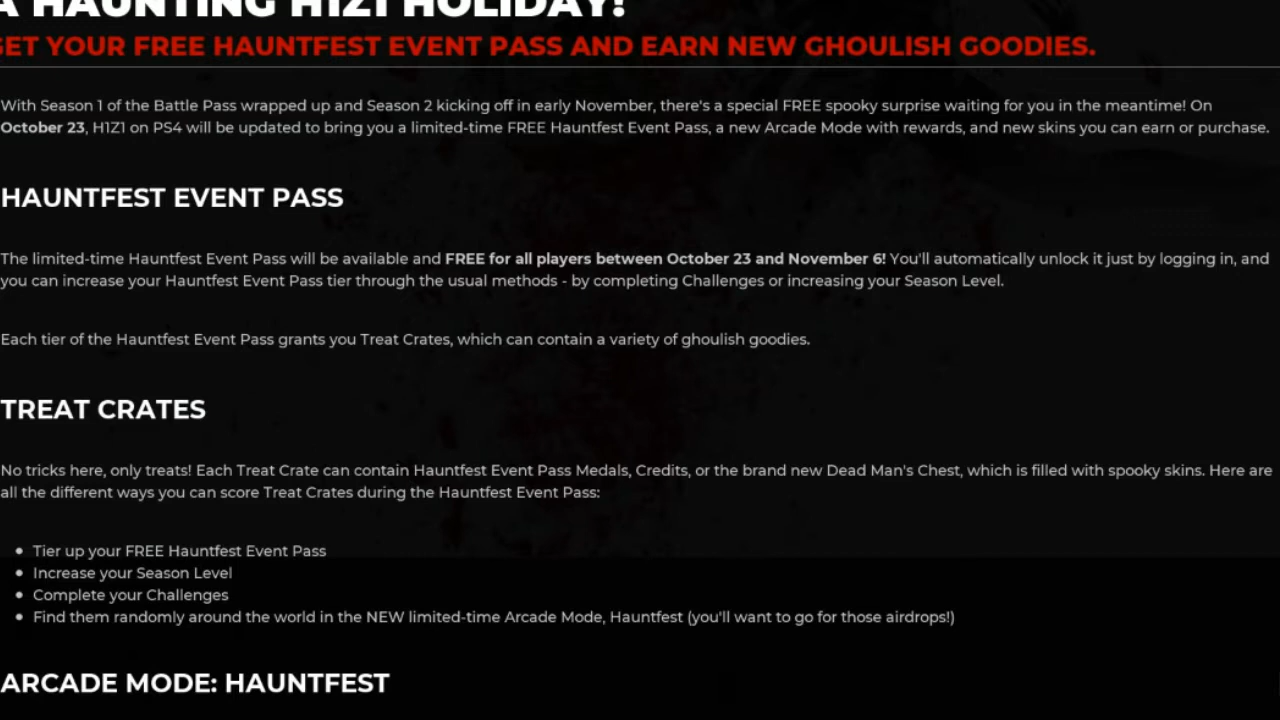 A HAUNTING H1Z1 HOLIDAY!
GET YOUR FREE HAUNTFEST EVENT PASS AND EARN NEW GHOULISH GOODIES.
With Season 1 of the Battle Pass wrapped up and Season 2 kicking off in early November, there's a special FREE spooky surprise waiting for you in the meantime! On
October 23, H1Z1 on PS4 will be updated to bring you a limited-time FREE Hauntfest Event Pass, a new Arcade Mode with rewards, and new skins you can earn or purchase.
HAUNTFEST EVENT PASS
The limited-time Hauntfest Event Pass will be available and FREE for all players between October 23 and November 6! You'll automatically unlock it just by logging in, and
you can increase your Hauntfest Event Pass tier through the usual methods - by completing Challenges or increasing your Season Level.
Each tier of the Hauntfest Event Pass grants you Treat Crates, which can contain a variety of ghoulish goodies.
TREAT CRATES
No tricks here, only treats! Each Treat Crate can contain Hauntfest Event Pass Medals, Credits, or the brand new Dead Man's Chest, which is filled with spooky skins. Here are
all the different ways you can score Treat Crates during the Hauntfest Event Pass:
• Tier up your FREE Hauntfest Event Pass
• Increase your Season Level
• Complete your Challenges
• Find them randomly around the world in the NEW limited-time Arcade Mode, Hauntfest (you'll want to go for those airdrops!)
ARCADE MODE: HAUNTFEST